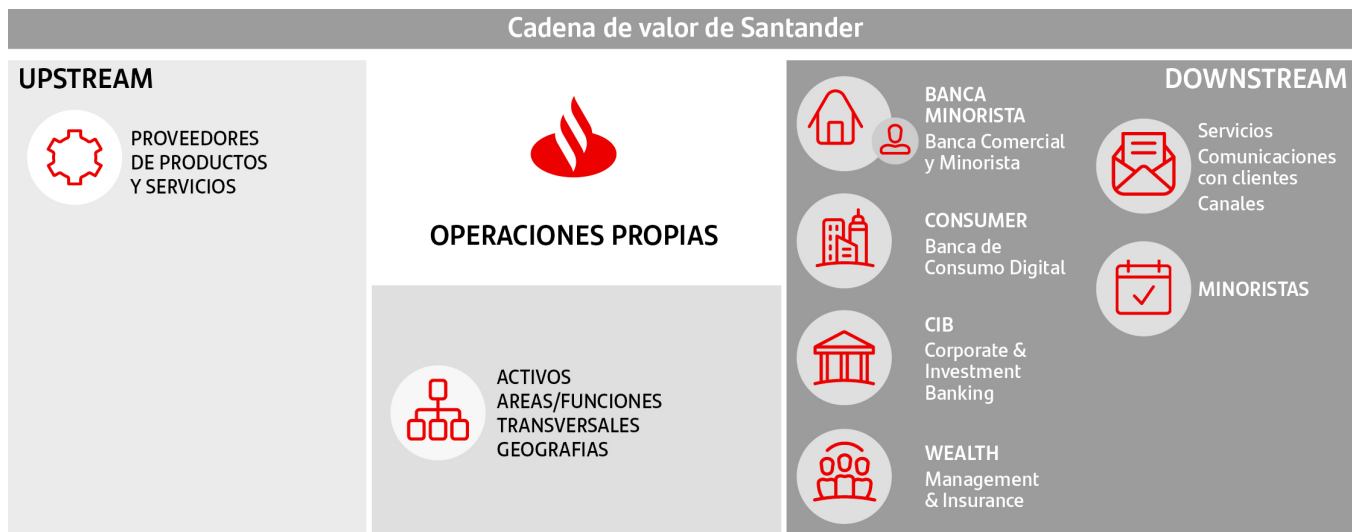 Cadena de valor de Santander
UPSTREAM
PROVEEDORES
DE PRODUCTOS
Y SERVICIOS
OPERACIONES PROPIAS
ACTIVOS
AREAS/FUNCIONES
TRANSVERSALES
GEOGRAFIAS
DOWNSTREAM
BANCA
MINORISTA
Banca Comercial
y Minorista
CONSUMER
Banca de
Consumo Digital
CIB
Corporate &
Investment
Banking
WEALTH
Management
& Insurance
Servicios
Comunicaciones
con clientes
Canales
MINORISTAS